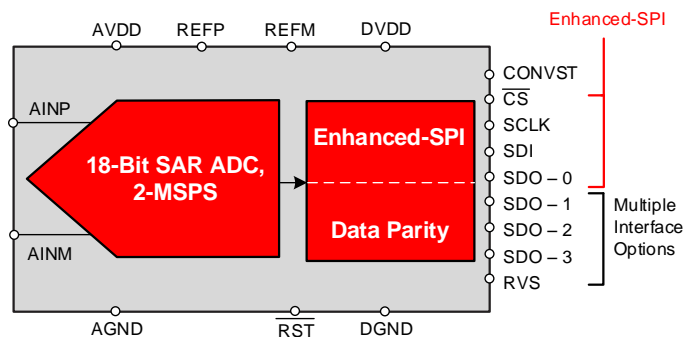 Enhanced-SPI
AVDD REFP REFM DVDD
CONVST
CS
AINP
SCLK
Enhanced-SPI
18-Bit SAR ADC,
2-MSPS
SDI
SDO – 0
SDO – 1
Multiple
Interface
Options
Data Parity
SDO – 2
AINM
SDO – 3
RVS
AGND RST DGND